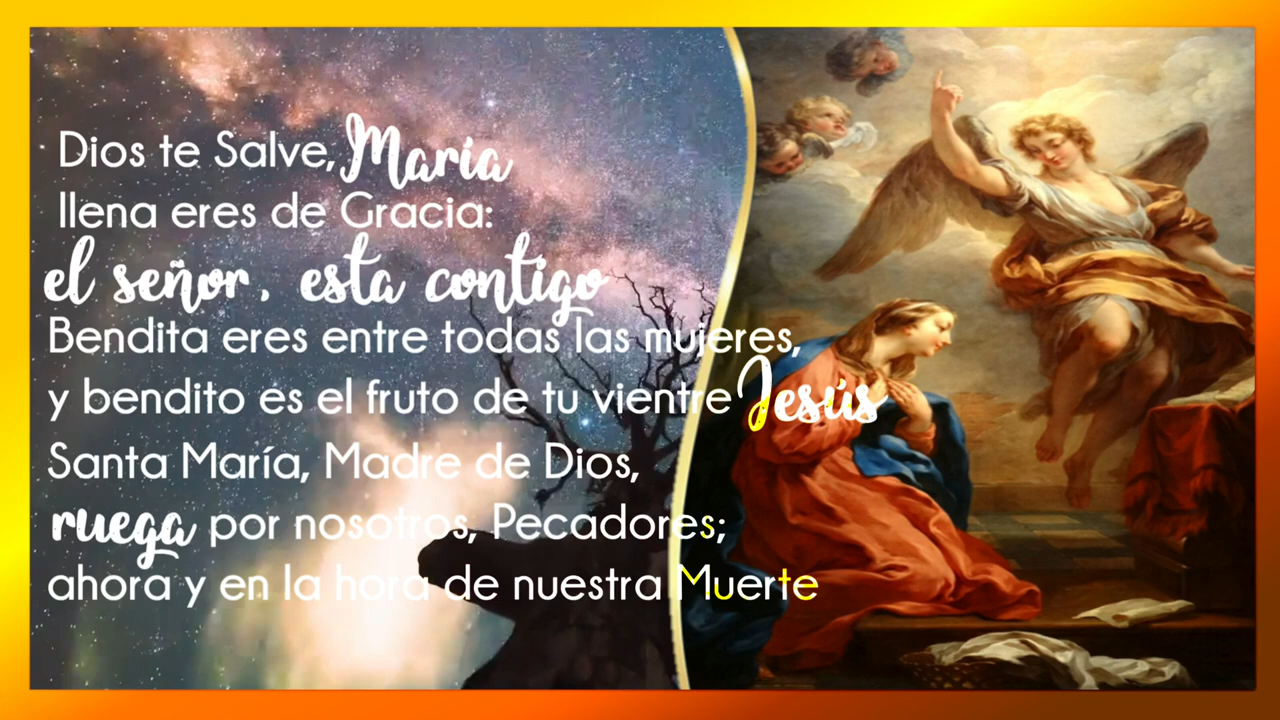 Dios te Salve, María
llena eres de Gracia:
el señor, esta contigo
Bendita eres entre todas las mujeres,
y bendito es el fruto de tu vientre Jesús
Santa María, Madre de Dios,
ruega por nosotros, Pecadores;
ahora y en la hora de nuestra Muerte